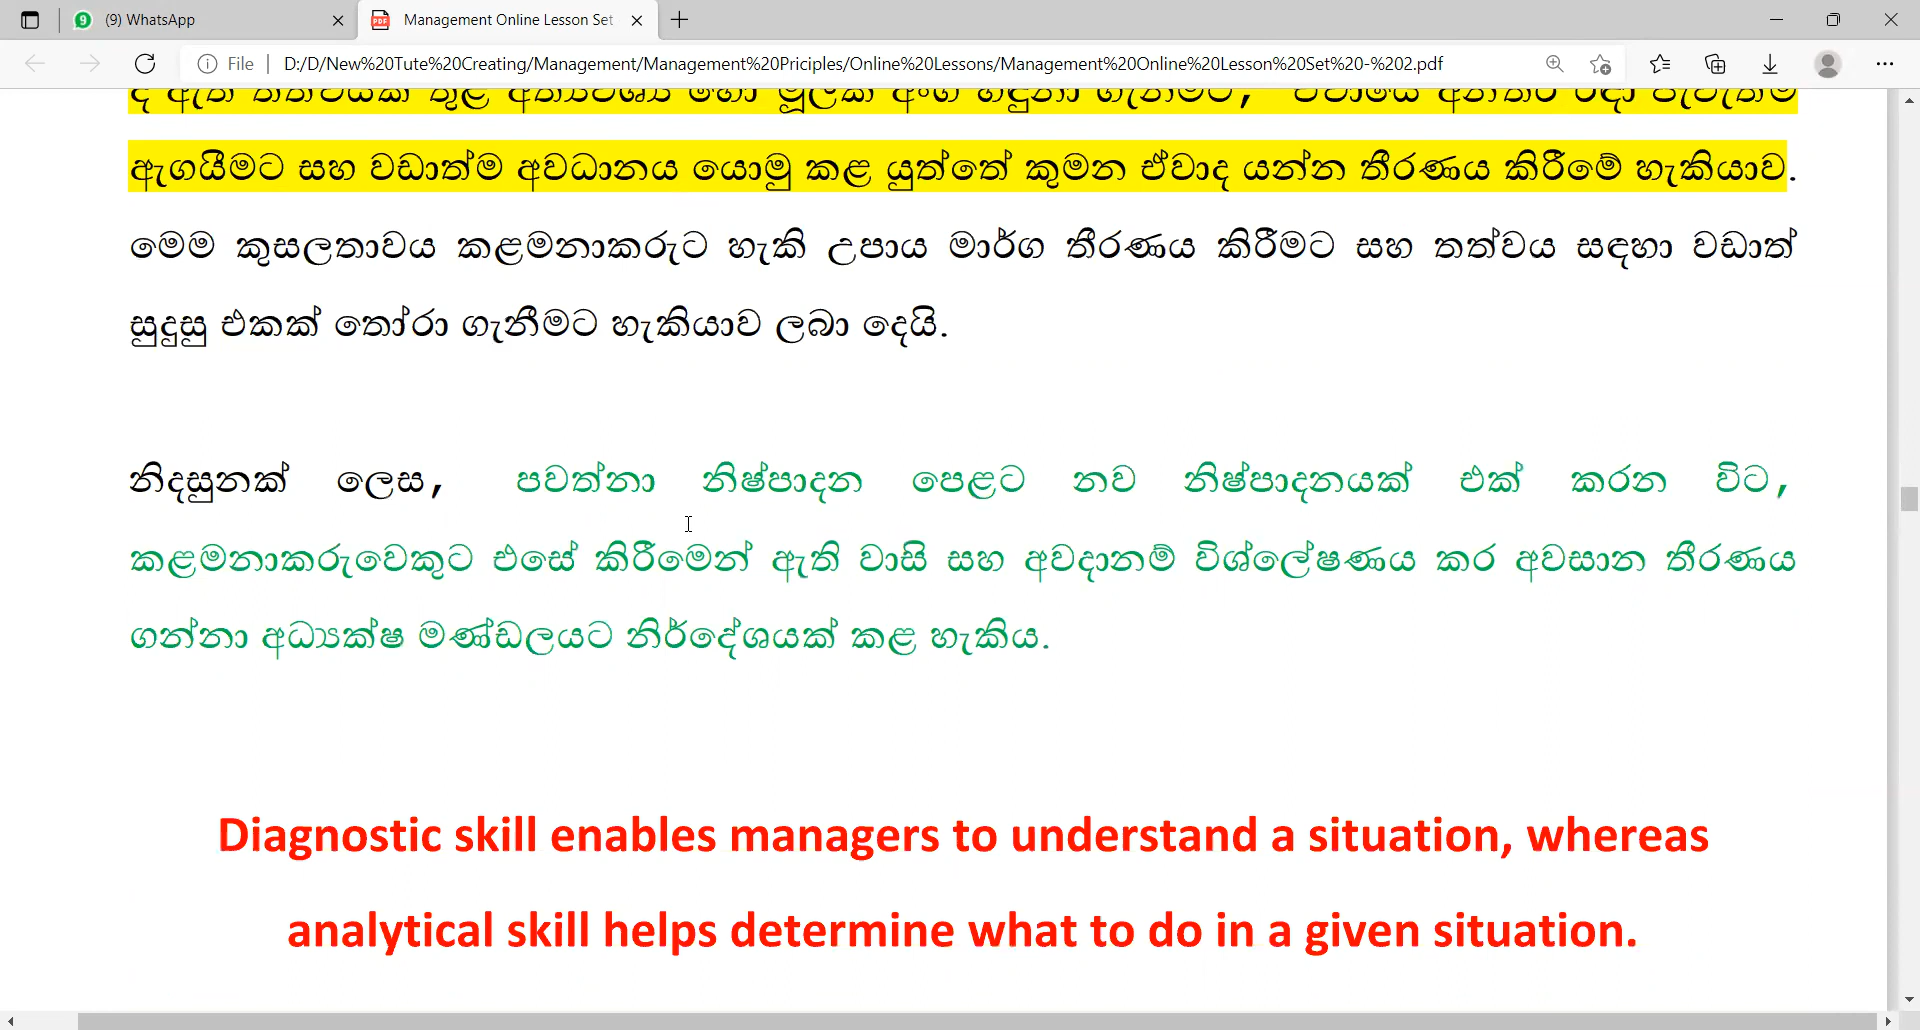 (9) WhatsApp
Management Online Lesson Set
File
D:/D/New%20Tute%20Creating/Management/Management%20Priciples/Online%20Lessons/Management%20Online%20Lesson%20Set%20-%202.pdf
ඇගයීමට සහ වඩාත්ම අවධානය යොමු කළ යුත්තේ කුමන ඒවාද යන්න තීරණය කිරීමේ හැකියාව.
මෙම කුසලතාවය කළමනාකරුට හැකි උපාය මාර්ග තීරණය කිරීමට සහ තත්වය සඳහා වඩාත්
සුදුසු එකක් තෝරා ගැනීමට හැකියාව ලබා දෙයි.
නිදසුනක් ලෙස, පවත්නා නිෂ්පාදන පෙළට නව නිෂ්පාදනයක් එක් කරන විට,
කළමනාකරුවෙකුට එසේ කිරීමෙන් ඇති වාසි සහ අවදානම් විශ්ලේෂණය කර අවසාන තීරණය
ගන්නා අධ්‍යක්ෂ මණ්ඩලයට නිර්දේශයක් කළ හැකිය.
Diagnostic skill enables managers to understand a situation, whereas
analytical skill helps determine what to do in a given situation.